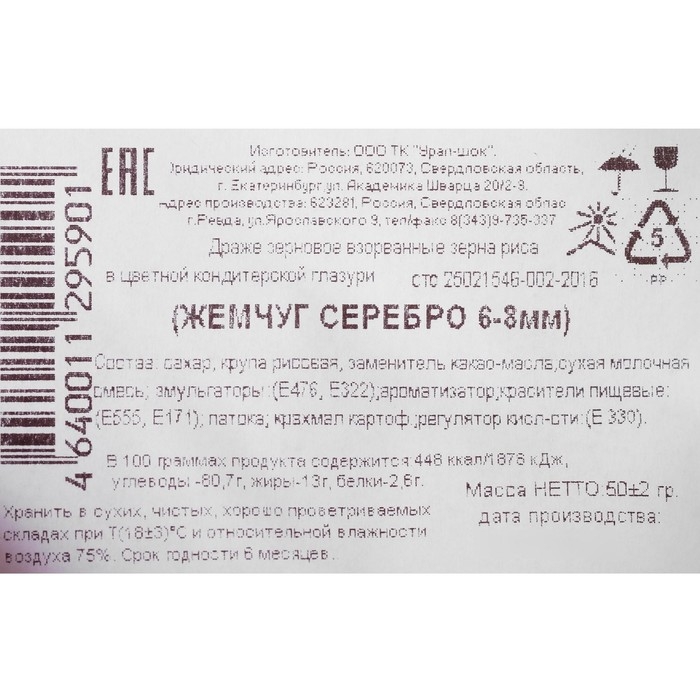 EAC
Изготовитель: ООО ТК "Урал-шок".
Юридический адрес: Россия, 620073, Свердловская область,
г. Екатеринбург,ул. Академика Шварца 20/2-3.
Адрес производства: 623281, Россия, Свердловская облас
г.Ревда, ул.Ярославского 9, тел/факс 8(343)9-735-337
Драже зерновое взорванные зерна риса
в цветной кондитерской глазури стс 25021546-002-2016
5
PP
(ЖЕМЧУГ СЕРЕБРО 6-8мм)
Состав: сахар, крупа рисовая, заменитель какао-масла,сухая молочная
смесь; эмульгаторы:(Е476, Е322);ароматизатор,красители пищевые:
(Е555, Е171); патока; крахмал картоф.;регулятор кисл-сти:(Е 330).
В 100 граммах продукта содержится 448 ккал/1876 кДж,
углеводы -80,7г, жиры-13г, белки-2,6г.
Масса НЕТТО:50±2 гр.
дата производства:
Хранить в сухих, чистых, хорошо проветриваемых
складах при Т(18±3)°С и относительной влажности
воздуха 75%. Срок годности 6 месяцев.
4 640011 295901